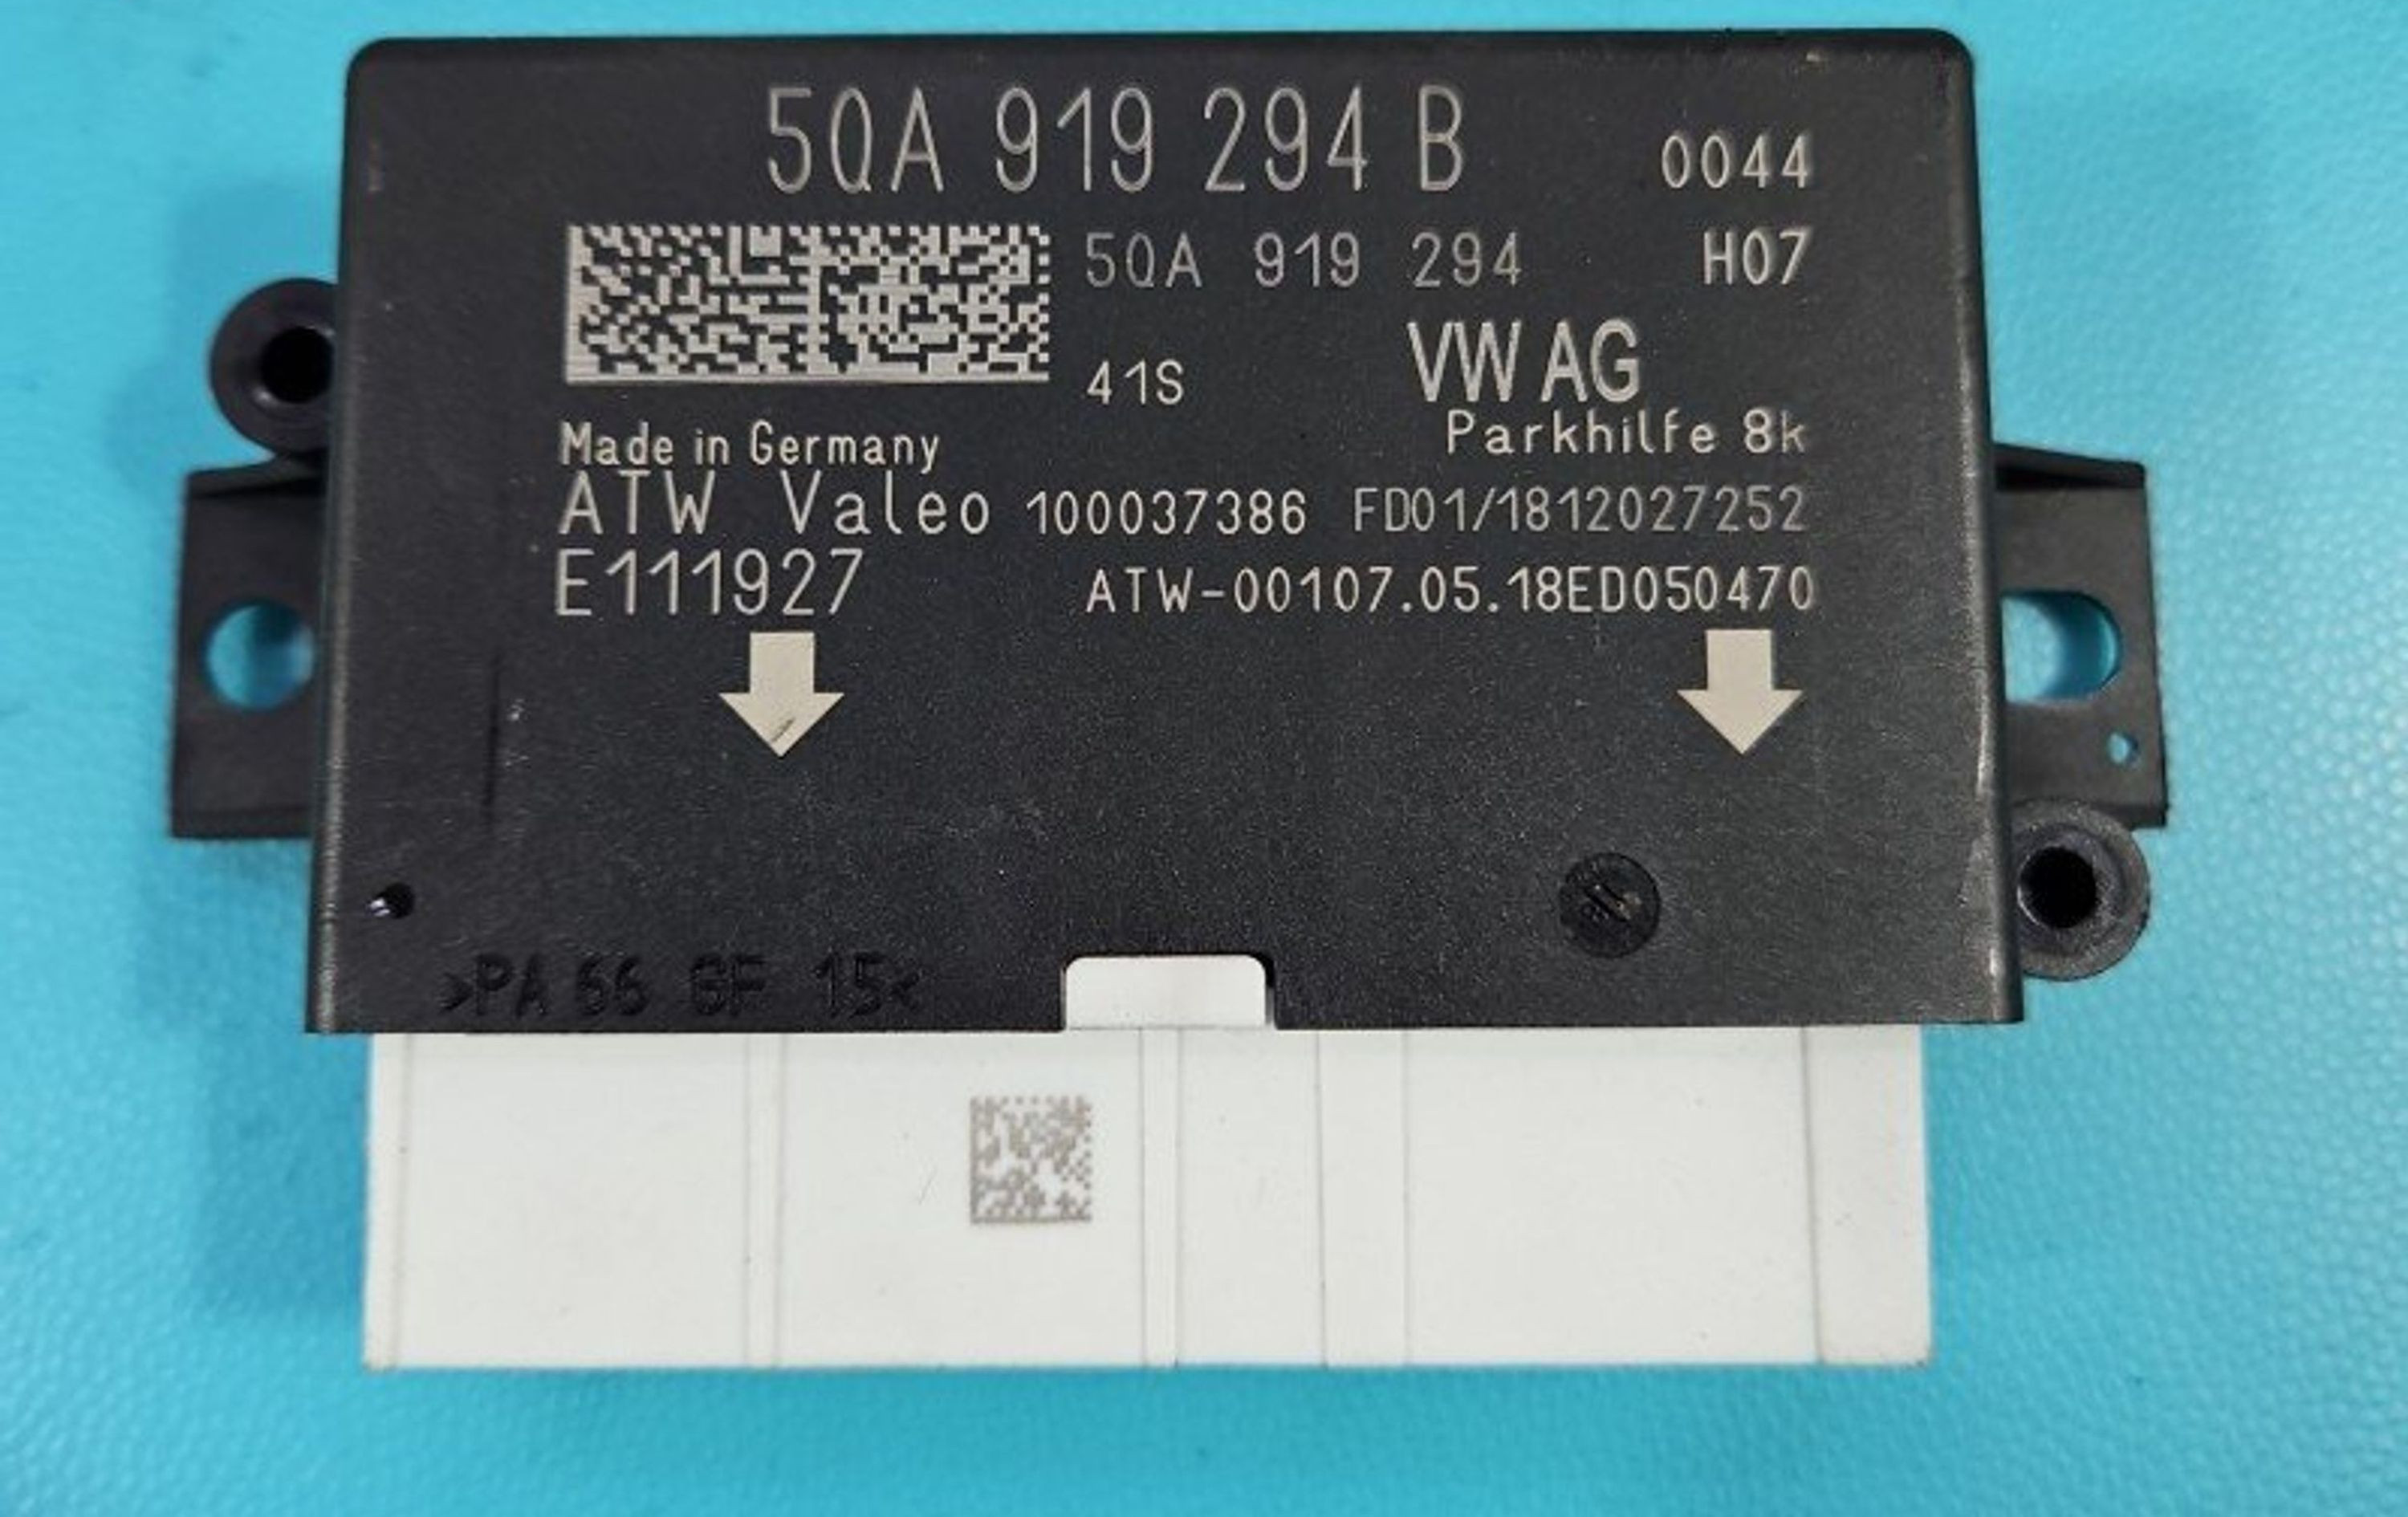 5QA 919 294 B 0044
5QA 919 294 H07
41S VW AG
Parkhilfe 8k
Made in Germany
ATW Valeo 100037386 FD01/1812027252
E111927 ATW-00107.05.18ED050470
>PA 66 GF 15<